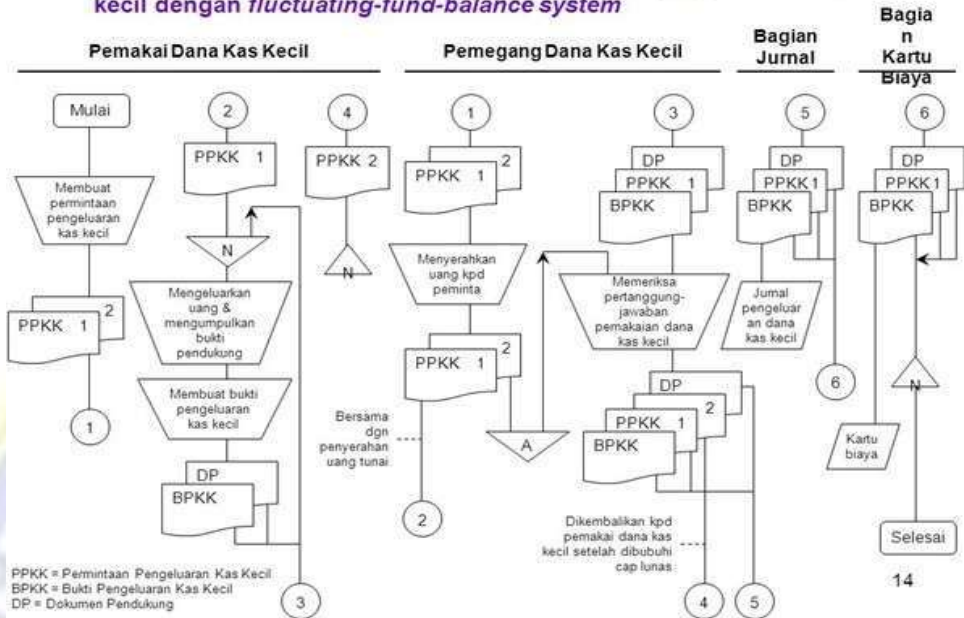 kecil dengan fluctuating-fund-balance system
Pemakai Dana Kas Kecil
Pemegang Dana Kas Kecil
Bagian
Jurnal
Bagia
n
Kartu
Biaya
Mulai
Membuat
permintaan
pengeluaran
kas kecil
PPKK 1
2
1
2
PPKK 1
N
Mengeluarkan
uang &
mengumpulkan
bukti
pendukung
Membuat bukti
pengeluaran
kas kecil
DP
BPKK
3
4
PPKK 2
N
1
2
PPKK 1
Menyerahkan
uang kpd
peminta
2
PPKK 1
Bersama
dgn
penyerahan
uang tunai
A
2
3
DP
PPKK 1
BPKK
Memeriksa
pertanggung-
jawaban
pemakaian dana
kas kecil
DP
2
PPKK 1
BPKK
Dikembalikan kpd
pemakai dana kas
kecil setelah dibubuhi
cap lunas
4
5
5
DP
PPKK 1
BPKK
Jurnal
pengeluar
an dana
kas kecil
6
6
DP
PPKK 1
BPKK
N
Kartu
biaya
Selesai
PPKK = Permintaan Pengeluaran Kas Kecil
BPKK = Bukti Pengeluaran Kas Kecil
DP = Dokumen Pendukung
14